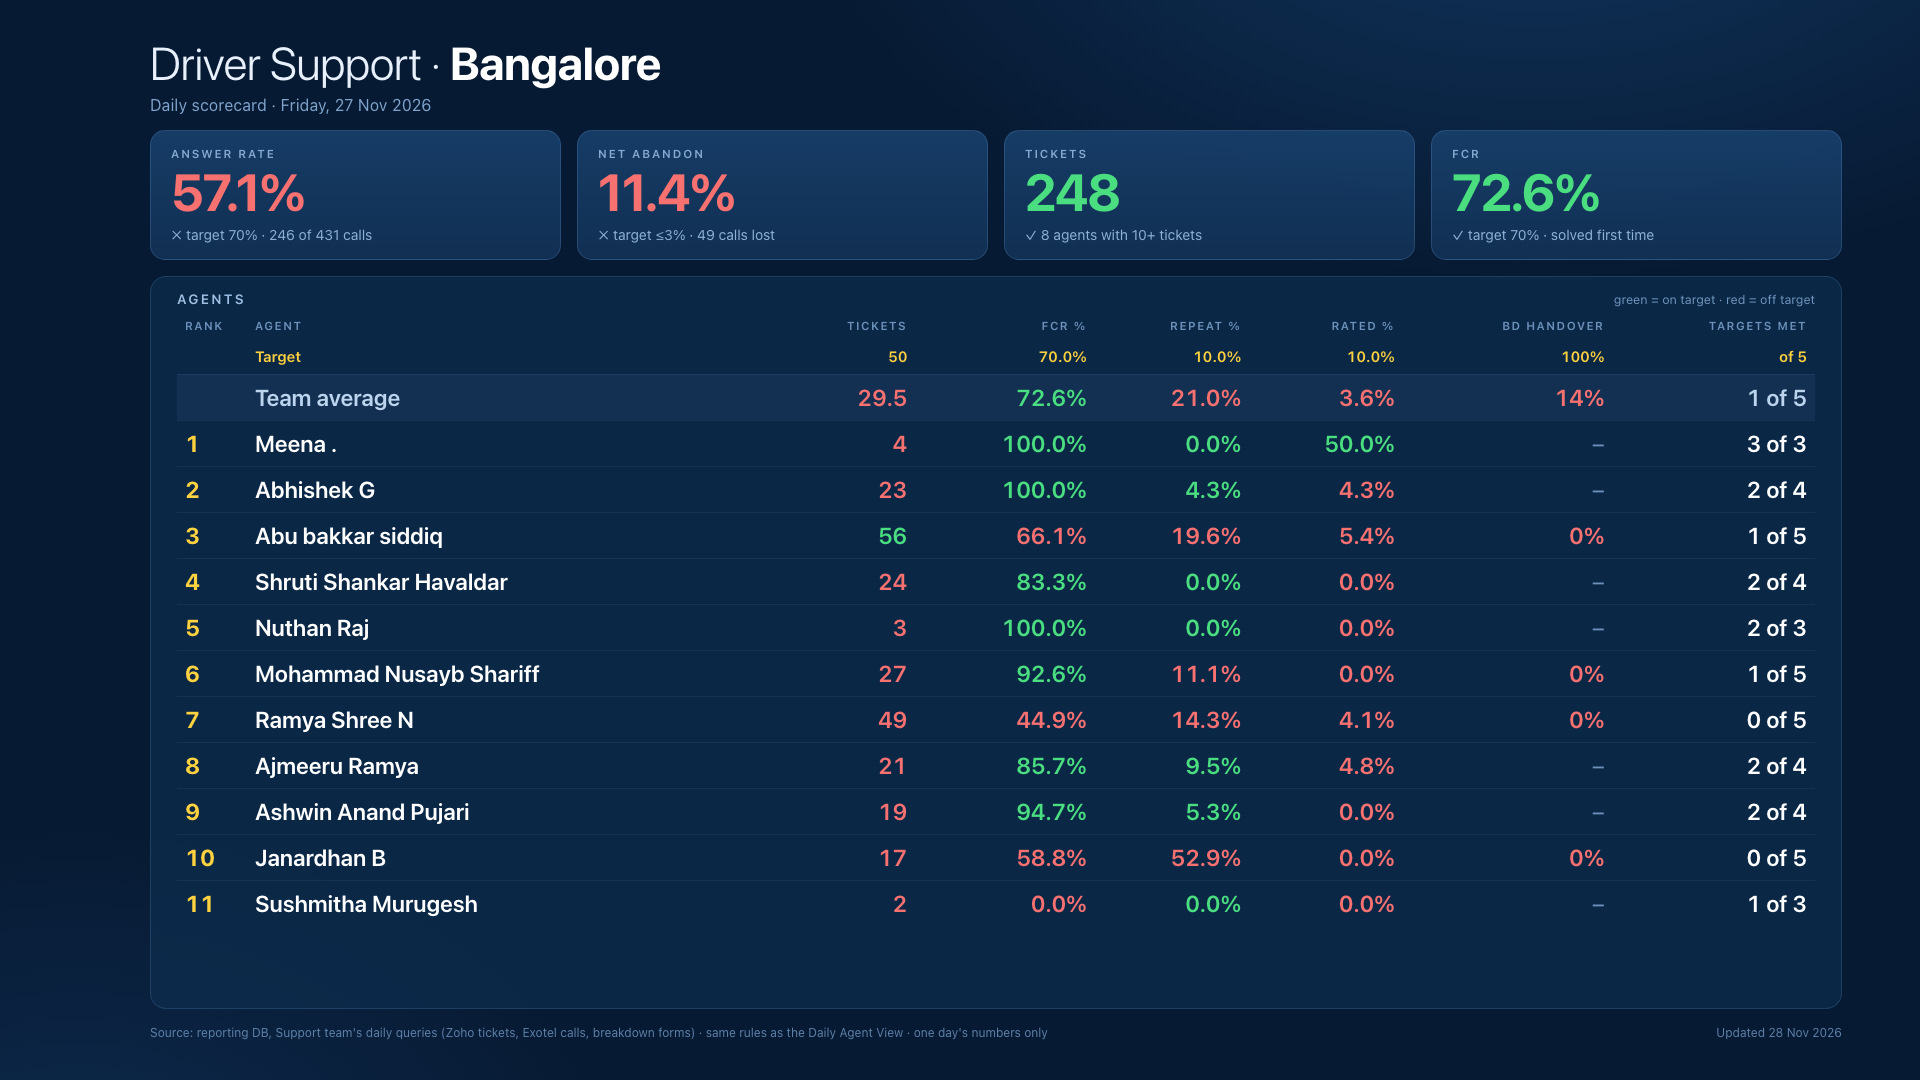 Driver Support · Bangalore
Daily scorecard · Friday, 27 Nov 2026
ANSWER RATE
57.1%
✕ target 70% · 246 of 431 calls
NET ABANDON
11.4%
✕ target ≤3% · 49 calls lost
TICKETS
248
✓ 8 agents with 10+ tickets
FCR
72.6%
✓ target 70% · solved first time
AGENTS green = on target · red = off target
RANK AGENT TICKETS FCR % REPEAT % RATED % BD HANDOVER TARGETS MET
Target 50 70.0% 10.0% 10.0% 100% of 5
Team average 29.5 72.6% 21.0% 3.6% 14% 1 of 5
1 Meena . 4 100.0% 0.0% 50.0% – 3 of 3
2 Abhishek G 23 100.0% 4.3% 4.3% – 2 of 4
3 Abu bakkar siddiq 56 66.1% 19.6% 5.4% 0% 1 of 5
4 Shruti Shankar Havaldar 24 83.3% 0.0% 0.0% – 2 of 4
5 Nuthan Raj 3 100.0% 0.0% 0.0% – 2 of 3
6 Mohammad Nusayb Shariff 27 92.6% 11.1% 0.0% 0% 1 of 5
7 Ramya Shree N 49 44.9% 14.3% 4.1% 0% 0 of 5
8 Ajmeeru Ramya 21 85.7% 9.5% 4.8% – 2 of 4
9 Ashwin Anand Pujari 19 94.7% 5.3% 0.0% – 2 of 4
10 Janardhan B 17 58.8% 52.9% 0.0% 0% 0 of 5
11 Sushmitha Murugesh 2 0.0% 0.0% 0.0% – 1 of 3
Source: reporting DB, Support team's daily queries (Zoho tickets, Exotel calls, breakdown forms) · same rules as the Daily Agent View · one day's numbers only Updated 28 Nov 2026